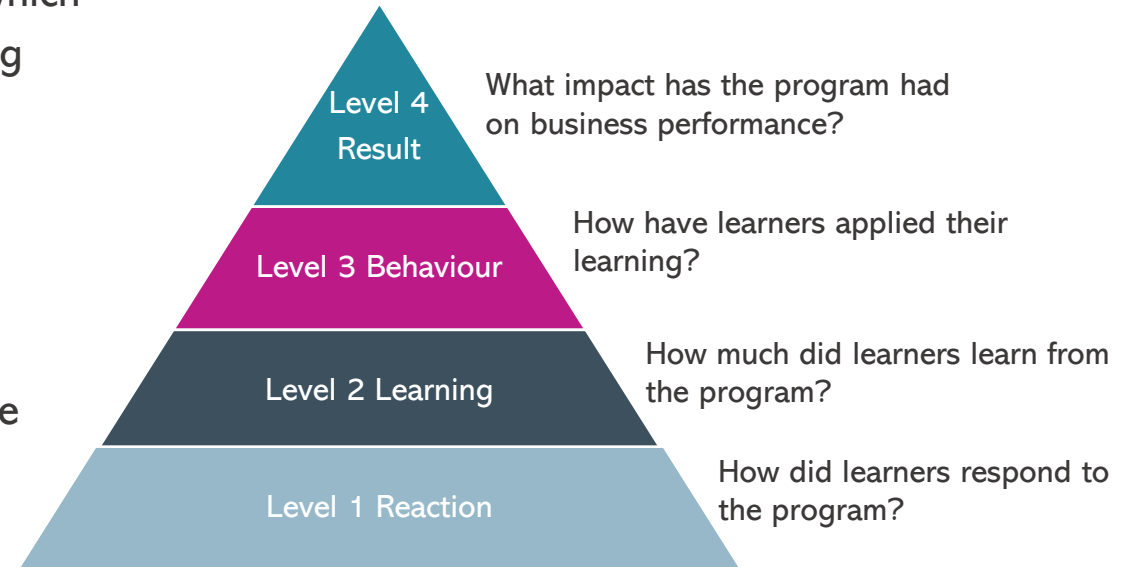 g
Level 4
Result
What impact has the program had
on business performance?
Level 3 Behaviour
How have learners applied their
learning?
e
Level 2 Learning
How much did learners learn from
the program?
Level 1 Reaction
How did learners respond to
the program?